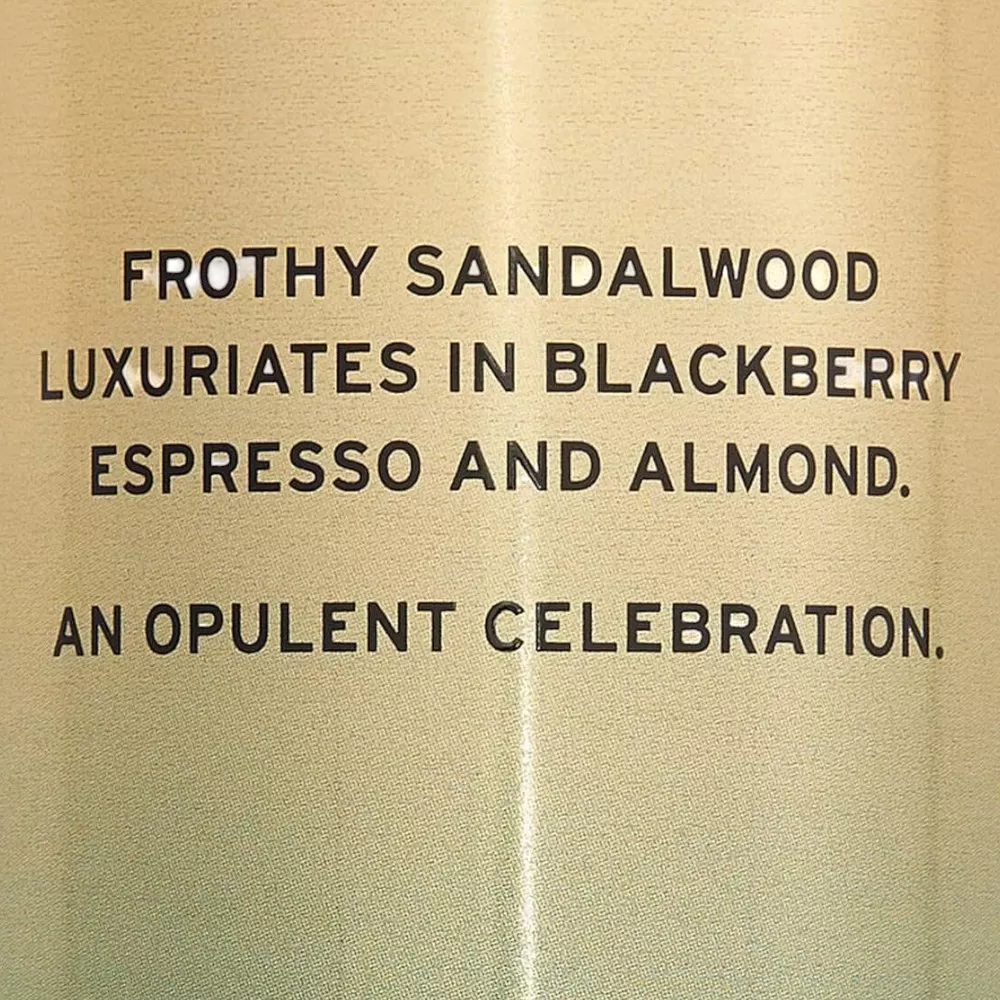 FROTHY SANDALWOOD
LUXURIATES IN BLACKBERRY
ESPRESSO AND ALMOND.
AN OPULENT CELEBRATION.